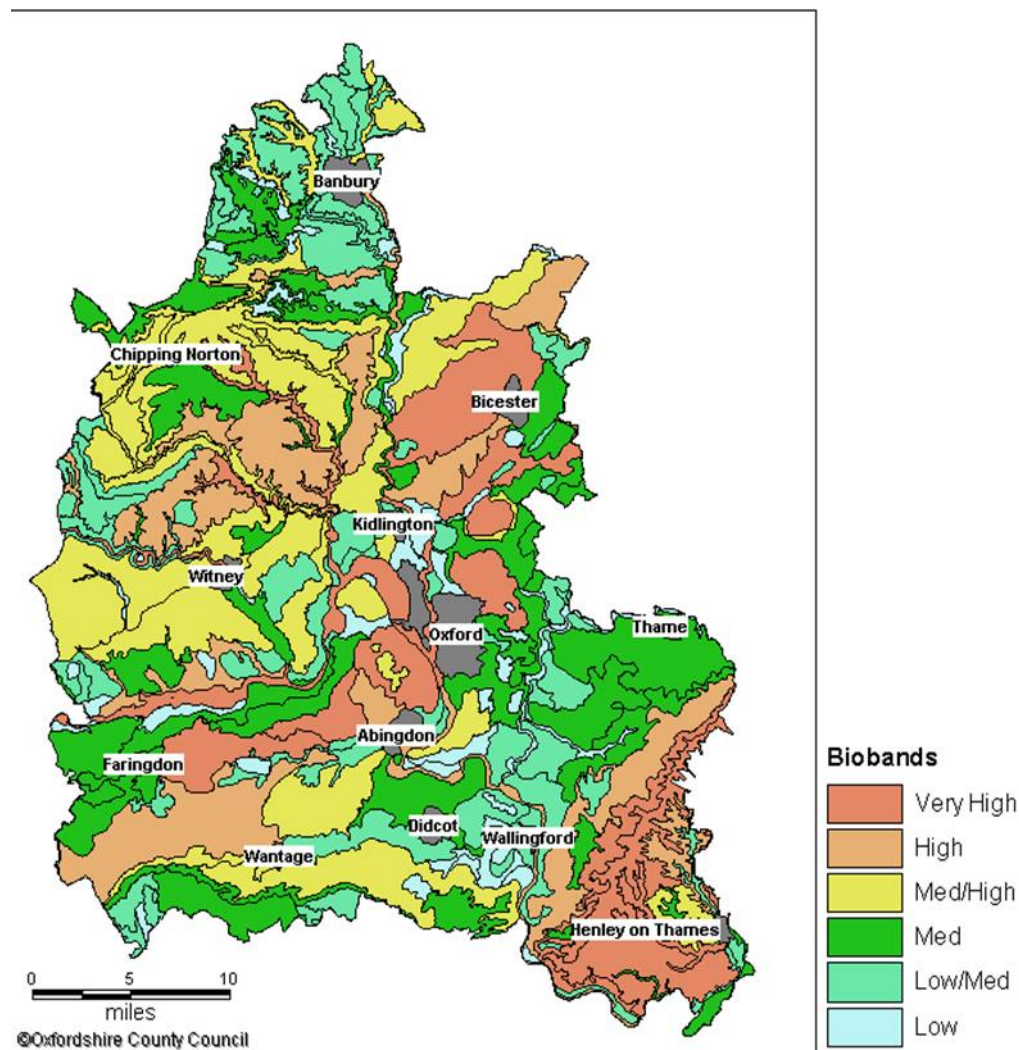 Banbury
Chipping Norton
Bicester
Kidlington
Witney
Oxford
Thame
Abingdon
Faringdon
Didcot
Wallingford
Wantage
Henley on Thames
Biobands
Very High
High
Med/High
Med
Low/Med
Low
0 5 10
miles
©Oxfordshire County Council